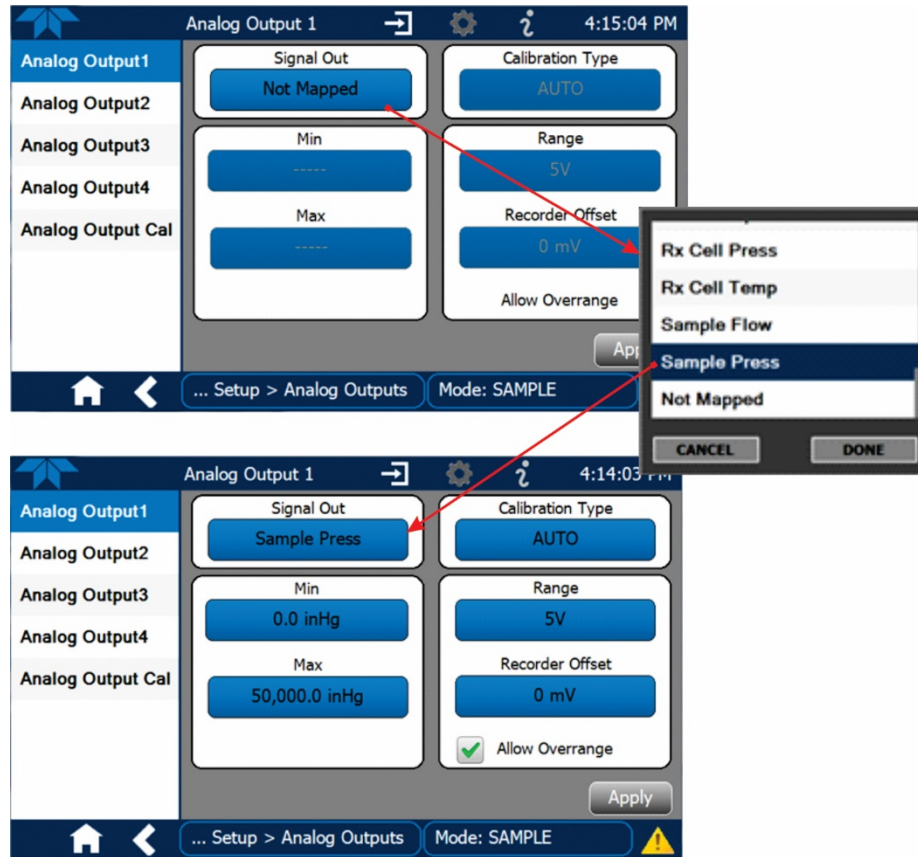 Analog Output 1
4:15:04 PM
Analog Output1
Analog Output2
Analog Output3
Analog Output4
Analog Output Cal
Signal Out
Not Mapped
Min
-----
Max
-----
Calibration Type
AUTO
Range
5V
Recorder Offset
0 mV
Allow Overrange
... Setup > Analog Outputs
Mode: SAMPLE
Rx Cell Press
Rx Cell Temp
Sample Flow
Sample Press
Not Mapped
CANCEL
DONE
Analog Output 1
4:14:03
Analog Output1
Analog Output2
Analog Output3
Analog Output4
Analog Output Cal
Signal Out
Sample Press
Min
0.0 inHg
Max
50,000.0 inHg
Calibration Type
AUTO
Range
5V
Recorder Offset
0 mV
Allow Overrange
Apply
... Setup > Analog Outputs
Mode: SAMPLE